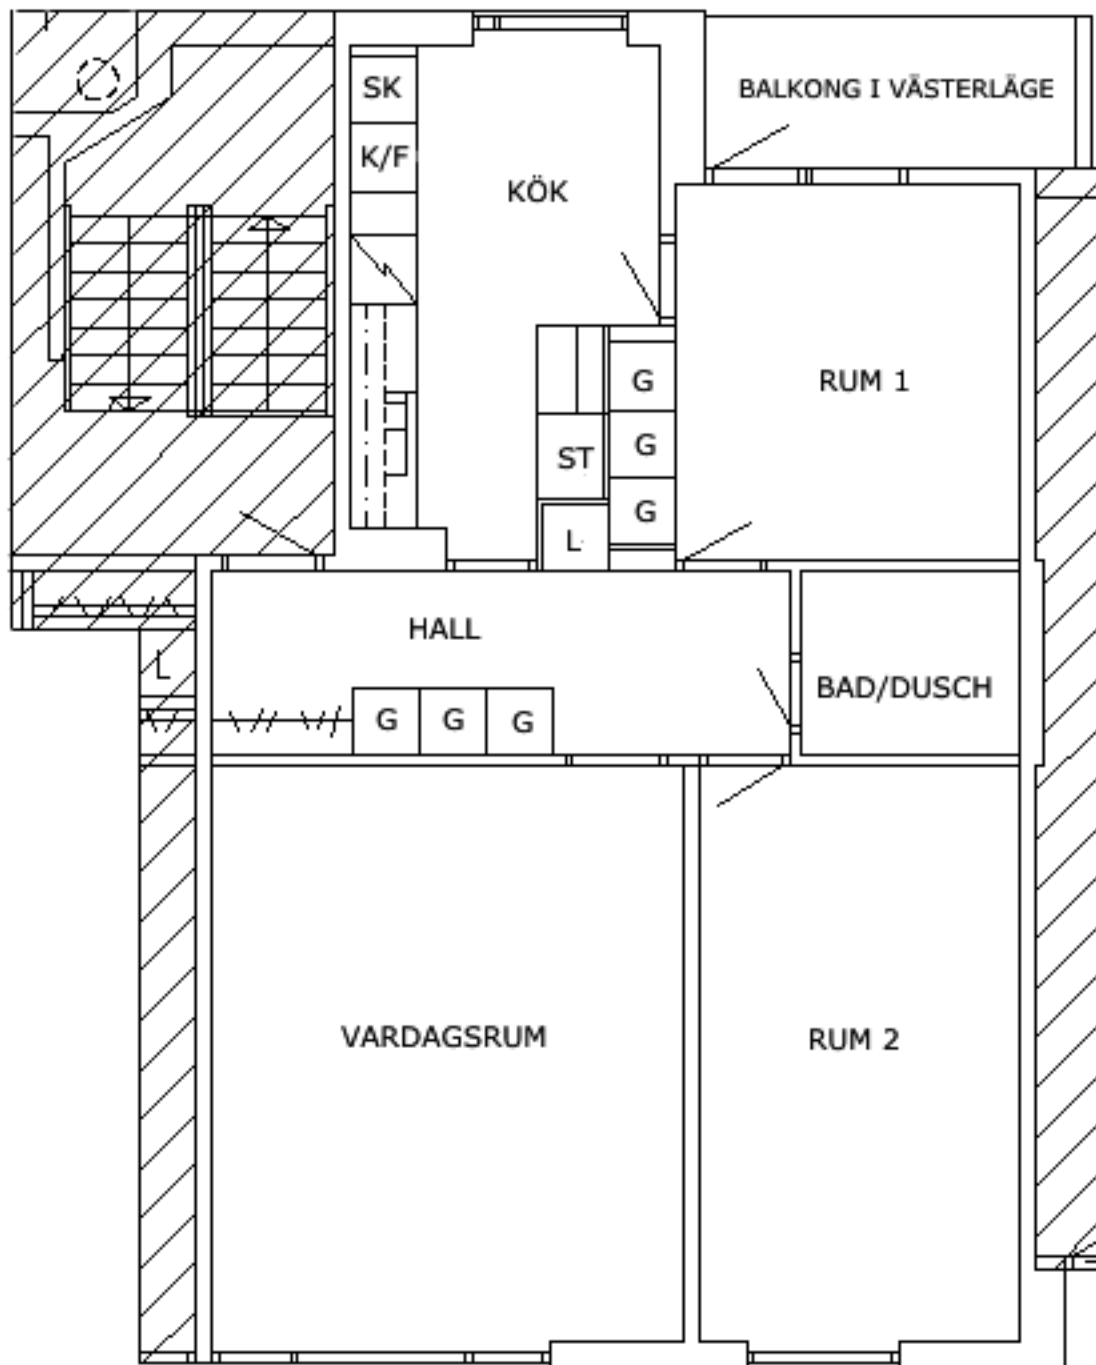 SK
BALKONG I VÄSTERLÄGE
K/F
KÖK
G
RUM 1
G
ST
G
L
HALL
L
BAD/DUSCH
G
G
G
VARDAGSRUM
RUM 2